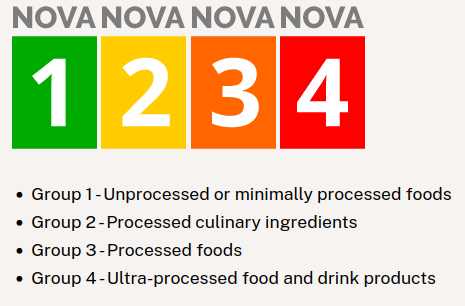 NOVA NOVA NOVA NOVA
1 2 3 4
• Group 1 - Unprocessed or minimally processed foods
• Group 2 - Processed culinary ingredients
• Group 3 - Processed foods
• Group 4 - Ultra-processed food and drink products